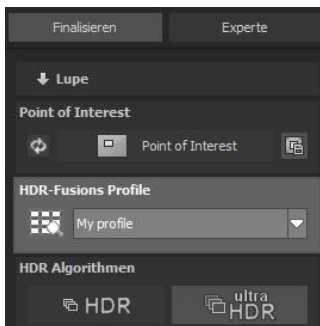 Finalisieren Experte
Lupe
Point of Interest
Point of Interest
HDR-Fusions Profile
My profile
HDR Algorithmen
HDR ultra HDR